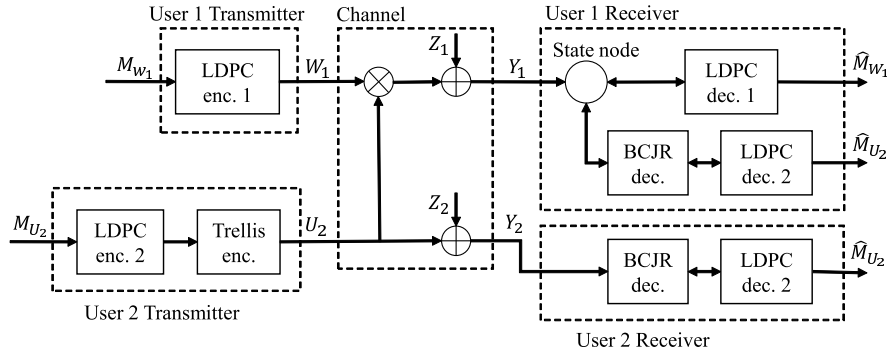 User 1 Transmitter
Channel
User 1 Receiver
M_{W_1}
LDPC
enc. 1
W_1
Z_1
Y_1
State node
LDPC
dec. 1
\hat{M}_{W_1}
BCJR
dec.
LDPC
dec. 2
\hat{M}_{U_2}
M_{U_2}
LDPC
enc. 2
Trellis
enc.
U_2
Z_2
Y_2
BCJR
dec.
LDPC
dec. 2
\hat{M}_{U_2}
User 2 Transmitter
User 2 Receiver